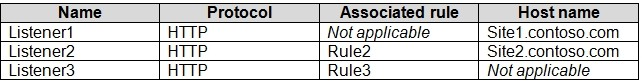 Name Protocol Associated rule Host name
Listener1 HTTP Not applicable Site1.contoso.com
Listener2 HTTP Rule2 Site2.contoso.com
Listener3 HTTP Rule3 Not applicable